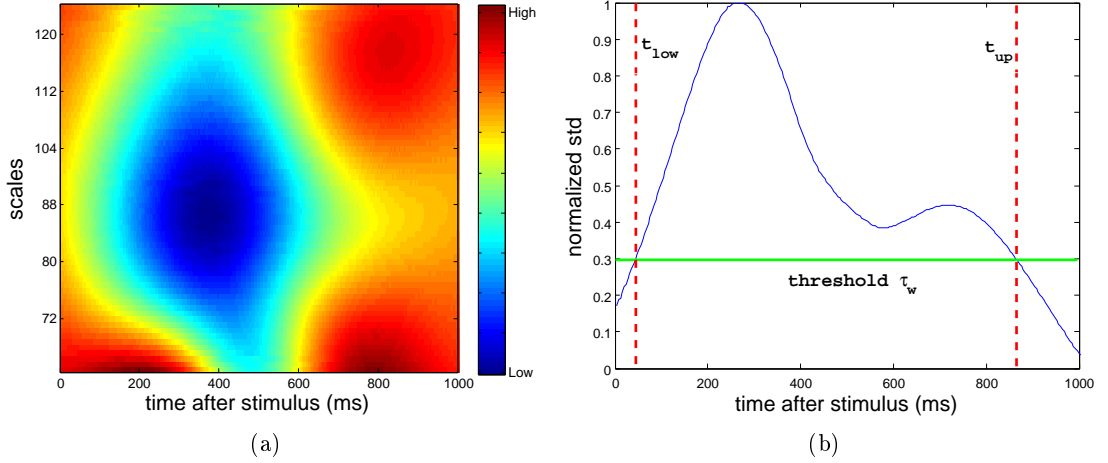 High
120
112
104
88
80
72
scales
0
200
400
600
800
1000
time after stimulus (ms)
Low
(a)
1
0.9
0.8
0.7
0.6
0.5
0.4
0.3
0.2
0.1
0
normalized std
t_low
t_up
threshold τ_w
0
200
400
600
800
1000
time after stimulus (ms)
(b)